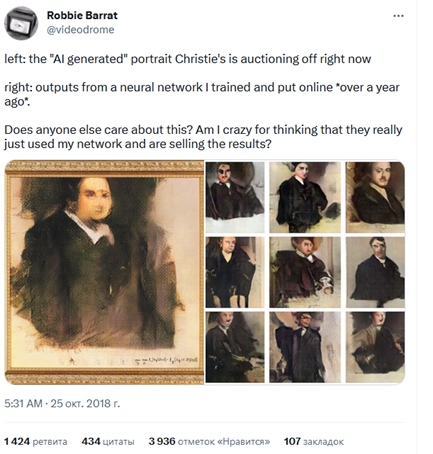 Robbie Barrat
@videodrome
left: the "AI generated" portrait Christie's is auctioning off right now
right: outputs from a neural network I trained and put online *over a year
ago*.
Does anyone else care about this? Am I crazy for thinking that they really
just used my network and are selling the results?
5:31 AM · 25 окт. 2018 г.
1 424 ретвита 434 цитаты 3 936 отметок «Нравится» 107 закладок